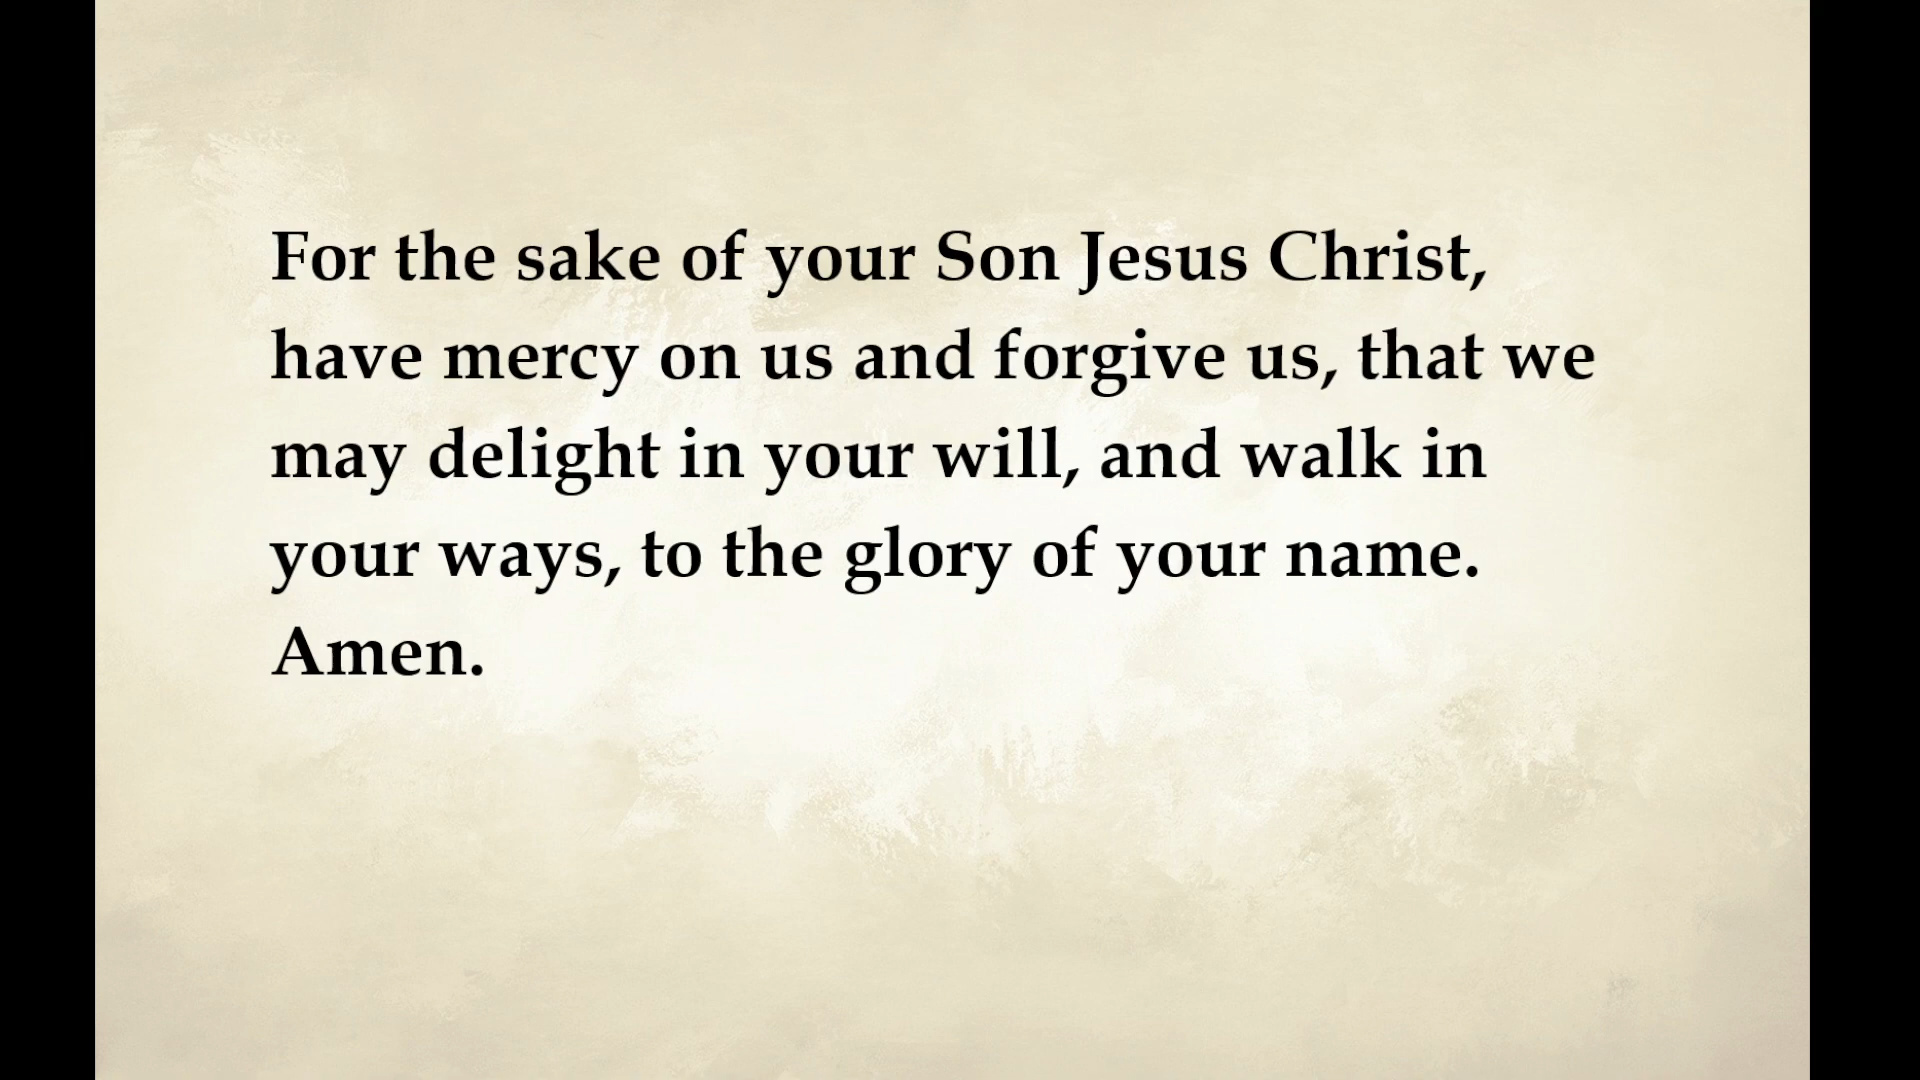 For the sake of your Son Jesus Christ,
have mercy on us and forgive us, that we
may delight in your will, and walk in
your ways, to the glory of your name.
Amen.